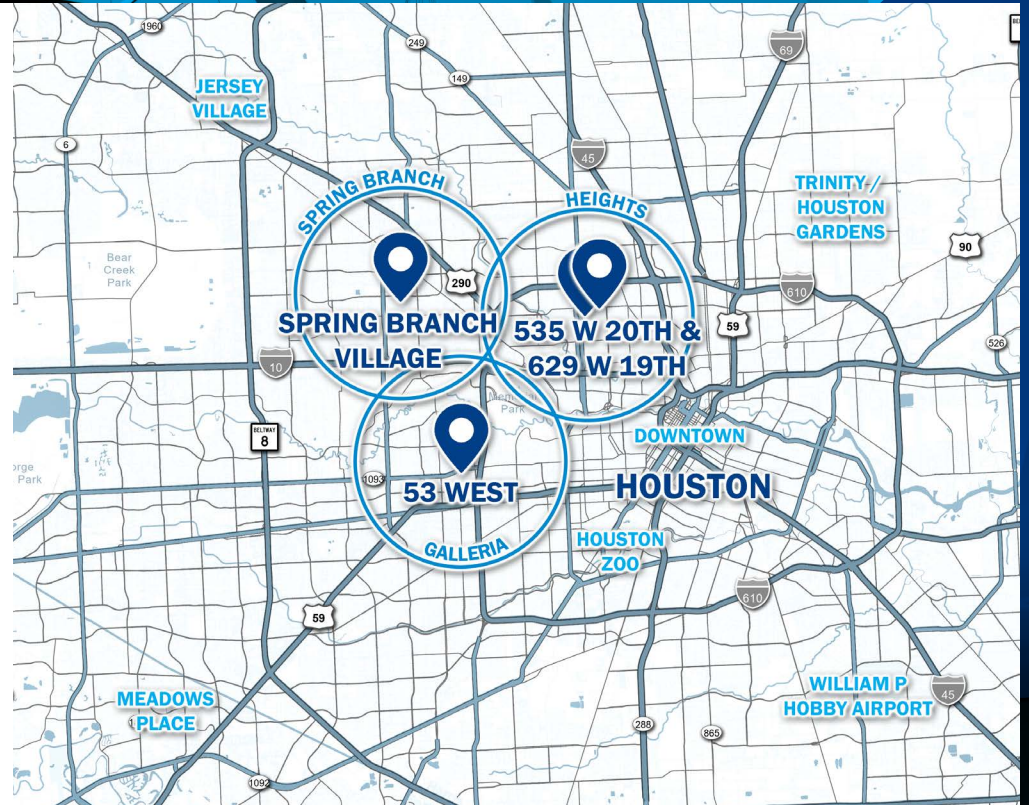 1960
249
69
149
JERSEY
VILLAGE
6
45
SPRING BRANCH
HEIGHTS
TRINITY /
HOUSTON
GARDENS
90
Bear
Creek
Park
290
610
SPRING BRANCH
VILLAGE
535 W 20TH &
629 W 19TH
59
526
10
Park
BELTWAY
8
DOWNTOWN
orge
Park
1093
53 WEST
HOUSTON
GALLERIA
HOUSTON
ZOO
610
59
MEADOWS
PLACE
WILLIAM P
HOBBY AIRPORT
45
288
865
1092